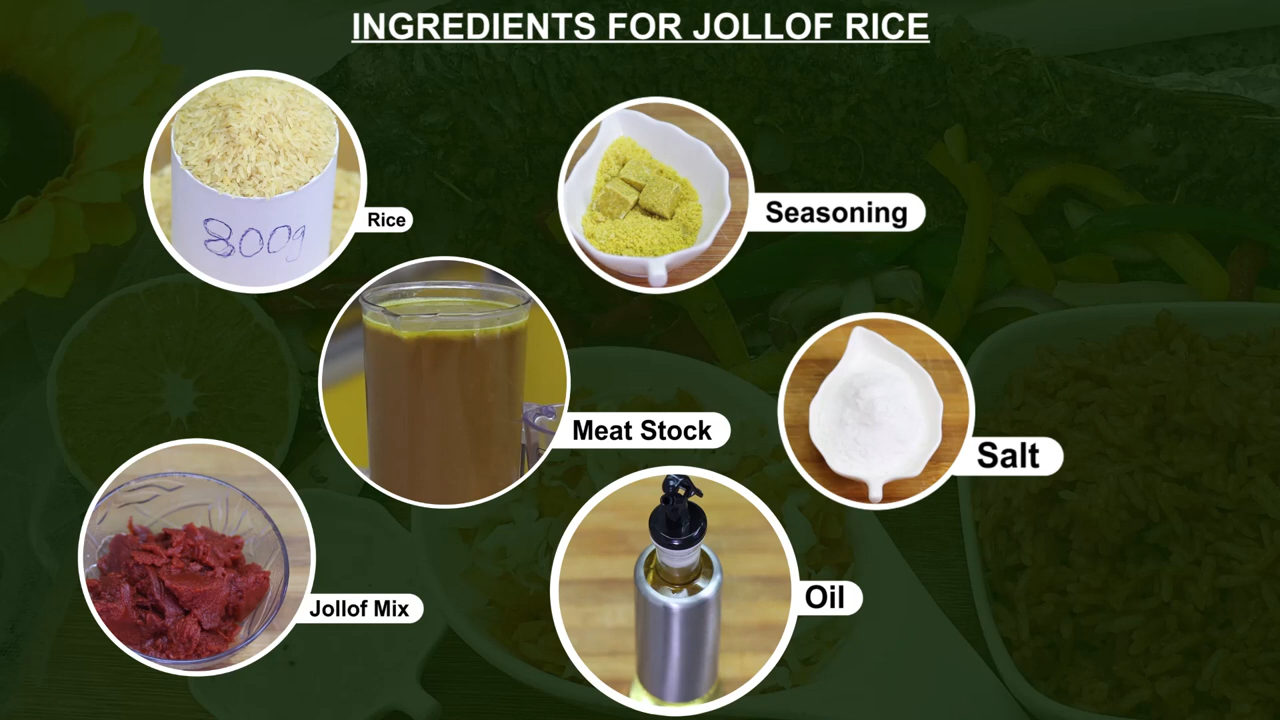 INGREDIENTS FOR JOLLOF RICE
800g
Rice
Seasoning
Meat Stock
Salt
Jollof Mix
Oil